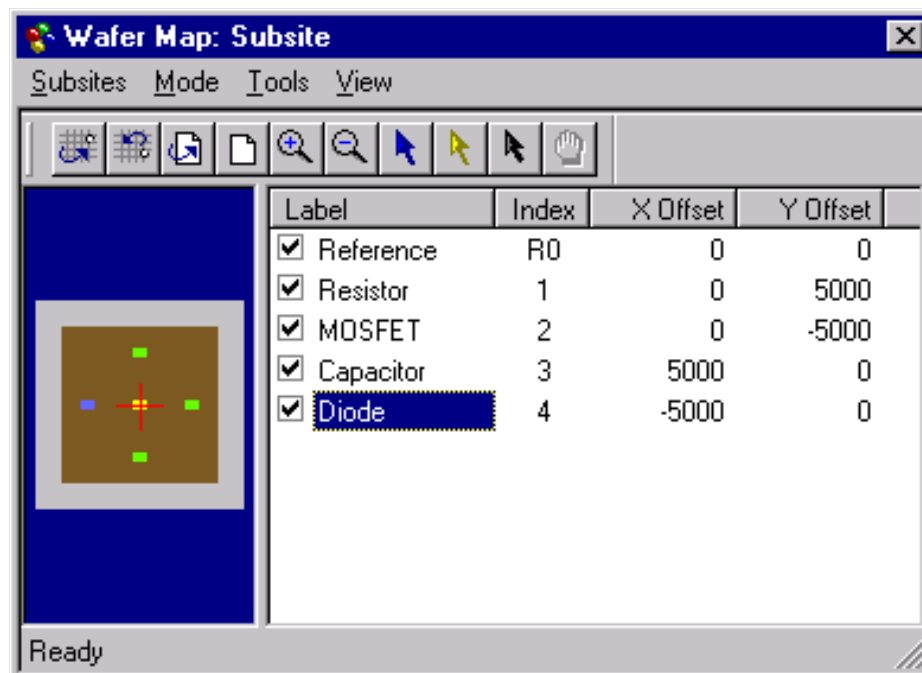 Wafer Map: Subsite
Subsites Mode Tools View
Label Index X Offset Y Offset
Reference R0 0 0
Resistor 1 0 5000
MOSFET 2 0 -5000
Capacitor 3 5000 0
Diode 4 -5000 0
Ready